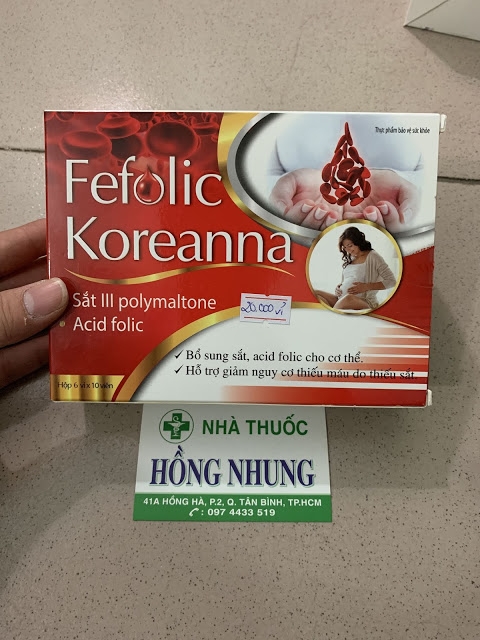 Thực phẩm bảo vệ sức khỏe
Fefolic
Koreanna
Sắt III polymaltone
Acid folic
20.000 vỉ
✓ Bổ sung sắt, acid folic cho cơ thể.
✓ Hỗ trợ giảm nguy cơ thiếu máu do thiếu sắt.
Hộp 6 vỉ x 10 viên
NHÀ THUỐC
HỒNG NHUNG
41A HỒNG HÀ, P.2, Q. TÂN BÌNH, TP.HCM
: 097 4433 519